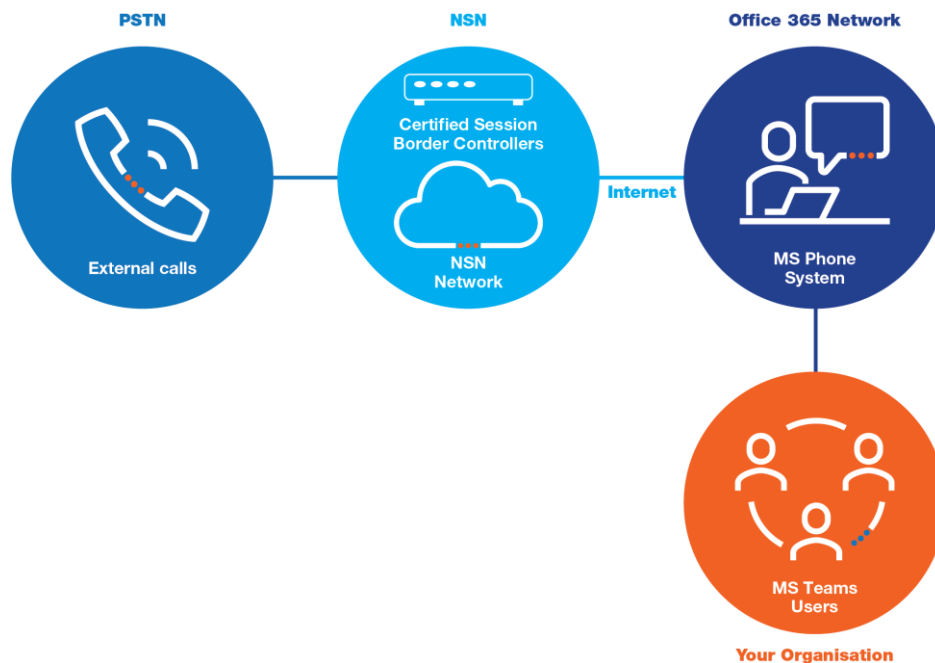 PSTN
NSN
Office 365 Network
Certified Session
Border Controllers
Internet
External calls
NSN
Network
MS Phone
System
MS Teams
Users
Your Organisation